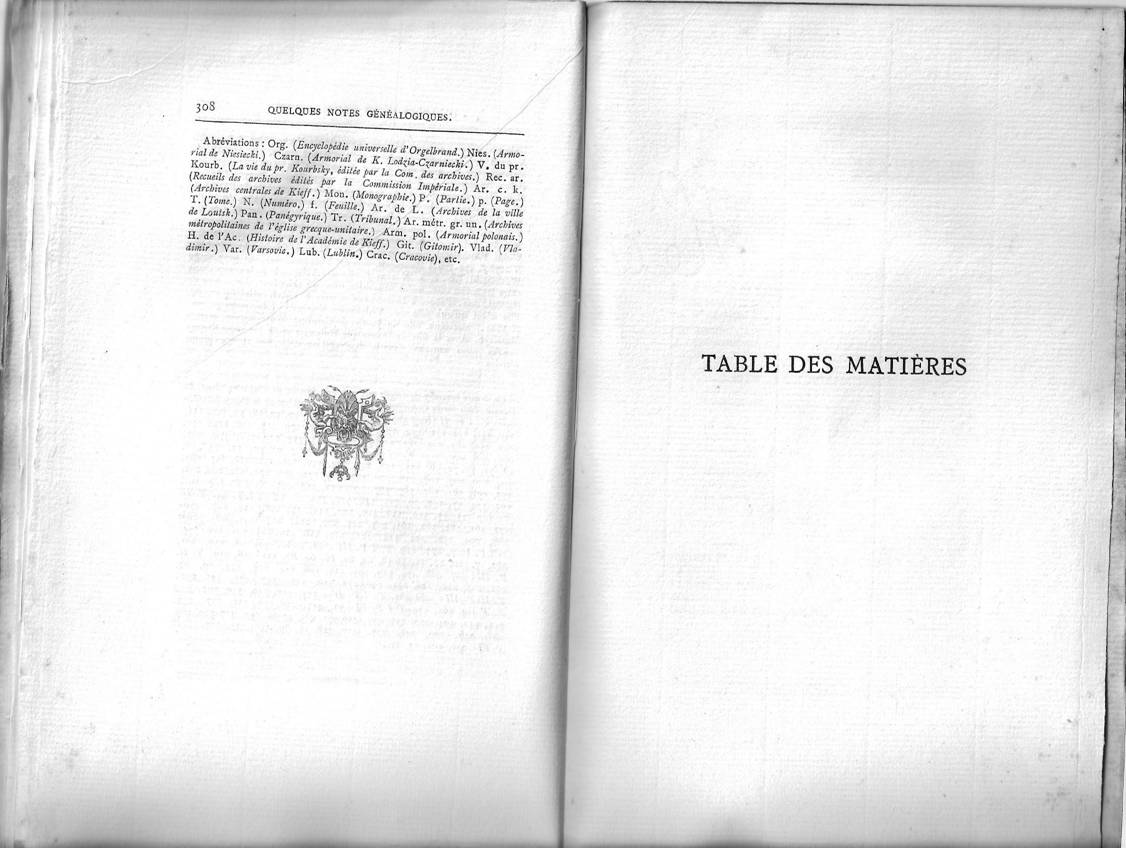 308 QUELQUES NOTES GÉNÉALOGIQUES.
Abréviations : Org. (Encyclopédie universelle d'Orgelbrand.) Nies. (Armo-
rial de Niesiecki.) Czarn. (Armorial de K. Lodzia-Czarniecki.) V. du pr.
Kourb. (La vie du pr. Kourbsky, éditée par la Com. des archives.) Rec. ar.
(Recueils des archives édités par la Commission Impériale.) Ar. c. k.
(Archives centrales de Kieff.) Mon. (Monographie.) P. (Partie.) p. (Page.)
T. (Tome.) N. (Numéro.) f. (Feuille.) Ar. de L. (Archives de la ville
de Loutsk.) Pan. (Panégyrique.) Tr. (Tribunal.) Ar. métr. gr. un. (Archives
métropolitaines de l'église grecque-unitaire.) Arm. pol. (Armorial polonais.)
H. de l'Ac. (Histoire de l'Académie de Kieff.) Git. (Gitomir). Vlad. (Vla-
dimir.) Var. (Varsovie.) Lub. (Lublin.) Crac. (Cracovie), etc.
TABLE DES MATIÈRES